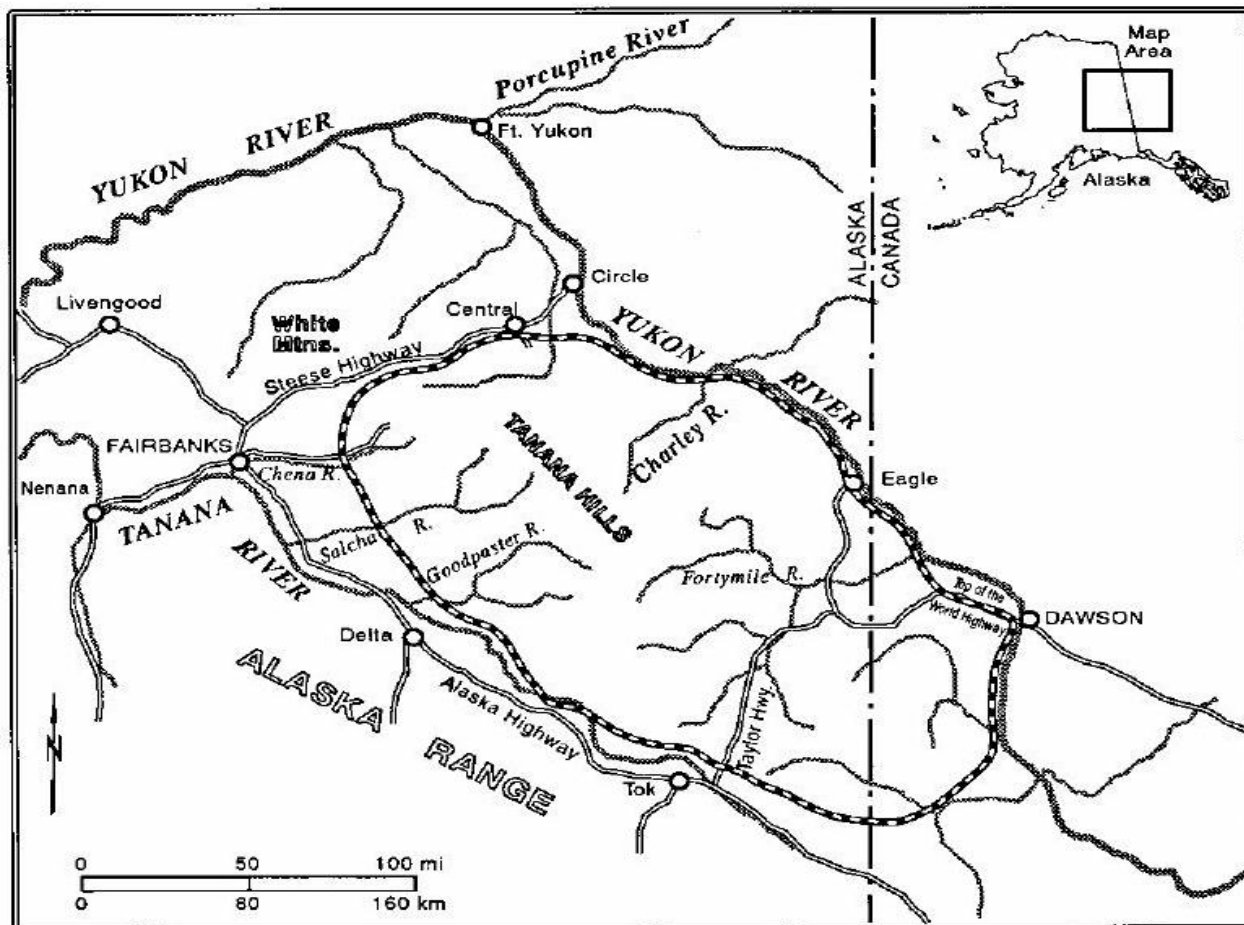 Porcupine River
YUKON RIVER
Ft. Yukon
Map
Area
Alaska
ALASKA
CANADA
Livengood
Circle
Central
White
Mtns.
Steese Highway
YUKON RIVER
FAIRBANKS
Chena R.
TANANA HILLS
Charley R.
Eagle
Nenana
TANANA RIVER
Salcha R.
Goodpaster R.
Fortymile R.
Top of the
World Highway
DAWSON
Delta
ALASKA RANGE
Alaska Highway
Taylor Hwy.
Tok
N
0 50 100 mi
0 80 160 km